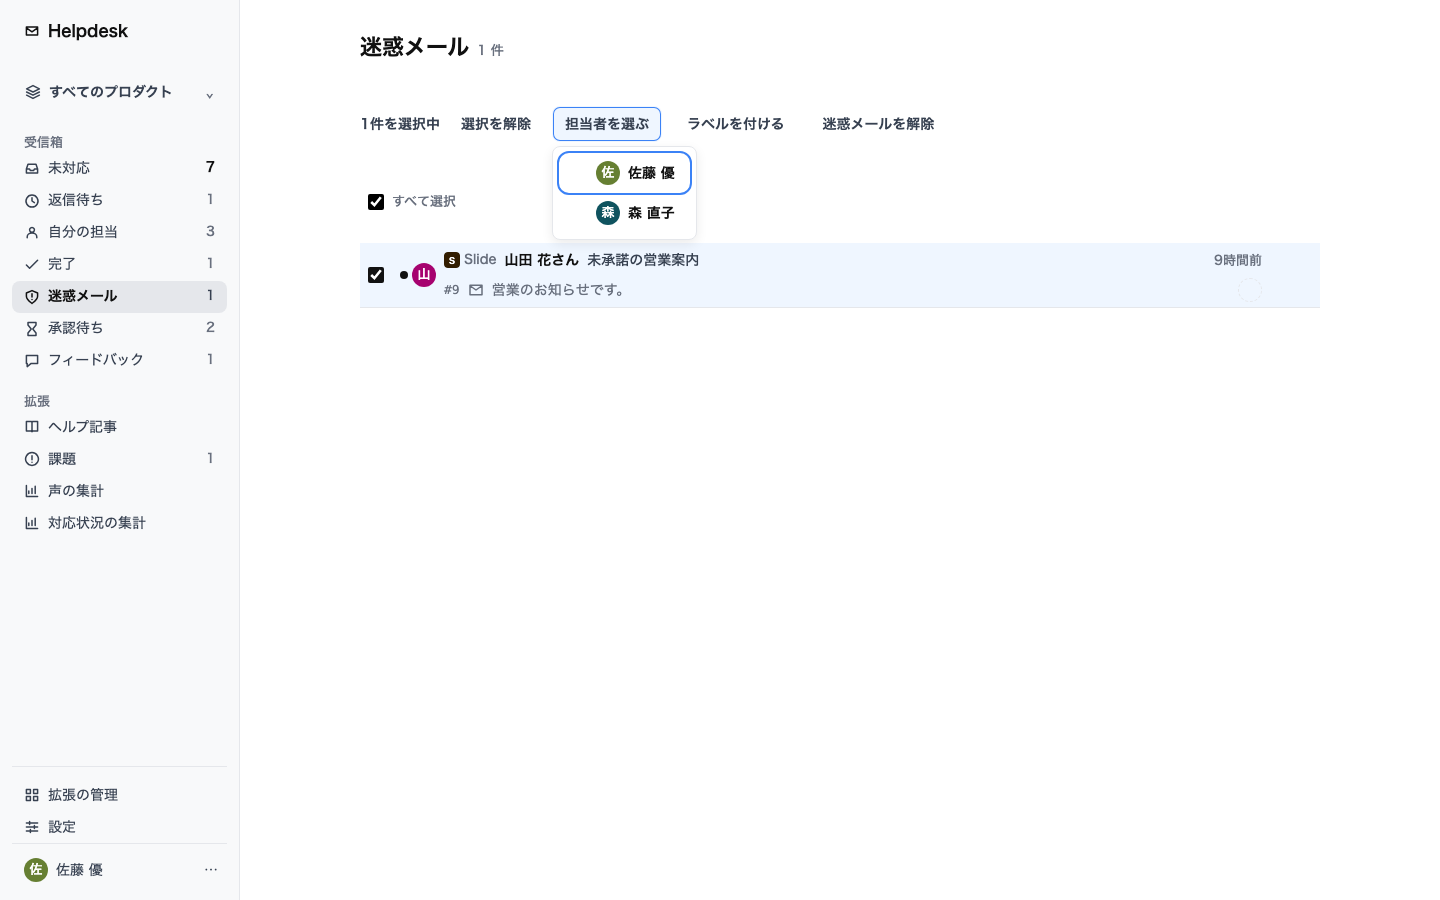 Helpdesk
すべてのプロダクト
受信箱
未対応 7
返信待ち 1
自分の担当 3
完了 1
迷惑メール 1
承認待ち 2
フィードバック 1
拡張
ヘルプ記事
課題 1
声の集計
対応状況の集計
拡張の管理
設定
佐 佐藤 優 …
迷惑メール 1 件
1件を選択中 選択を解除 担当者を選ぶ ラベルを付ける 迷惑メールを解除
佐 佐藤 優
森 森 直子
すべて選択
山 s Slide 山田 花さん 未承諾の営業案内 9時間前
#9 営業のお知らせです。